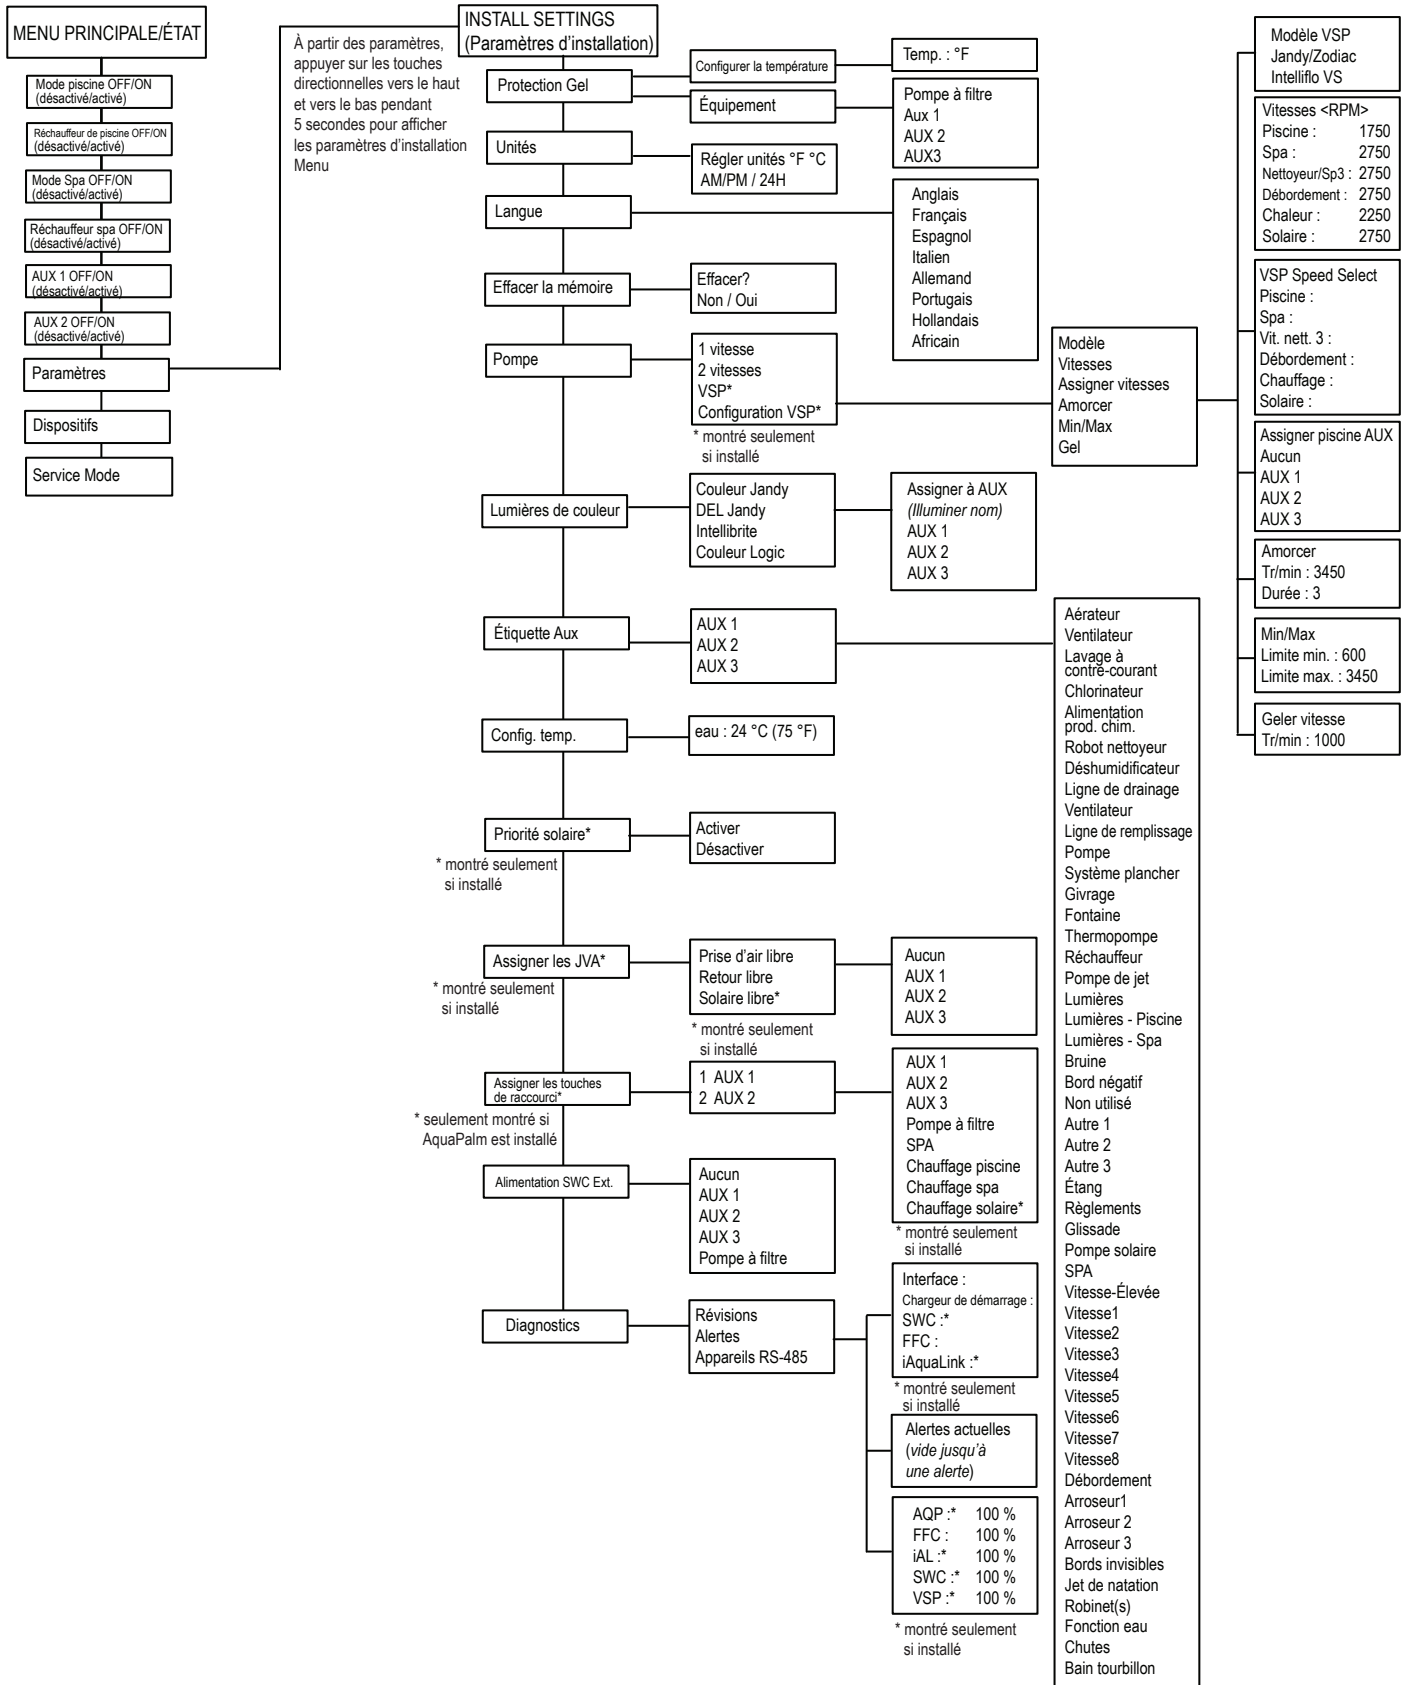 MENU PRINCIPALE/ÉTAT
Mode piscine OFF/ON
(désactivé/activé)
Réchauffeur de piscine OFF/ON
(désactivé/activé)
Mode Spa OFF/ON
(désactivé/activé)
Réchauffeur spa OFF/ON
(désactivé/activé)
AUX 1 OFF/ON
(désactivé/activé)
AUX 2 OFF/ON
(désactivé/activé)
Paramètres
Dispositifs
Service Mode
À partir des paramètres,
appuyer sur les touches
directionnelles vers le haut
et vers le bas pendant
5 secondes pour afficher
les paramètres d'installation
Menu
INSTALL SETTINGS
(Paramètres d'installation)
Protection Gel
Configurer la température
Temp. : °F
Équipement
Pompe à filtre
Aux 1
AUX 2
AUX3
Unités
Régler unités °F °C
AM/PM / 24H
Langue
Anglais
Français
Espagnol
Italien
Allemand
Portugais
Hollandais
Africain
Effacer la mémoire
Effacer?
Non / Oui
Pompe
1 vitesse
2 vitesses
VSP*
Configuration VSP*
* montré seulement
si installé
Modèle
Vitesses
Assigner vitesses
Amorcer
Min/Max
Gel
Modèle VSP
Jandy/Zodiac
Intelliflo VS
Vitesses <RPM>
Piscine : 1750
Spa : 2750
Nettoyeur/Sp3 : 2750
Débordement : 2750
Chaleur : 2250
Solaire : 2750
VSP Speed Select
Piscine :
Spa :
Vit. nett. 3 :
Débordement :
Chauffage :
Solaire :
Assigner piscine AUX
Aucun
AUX 1
AUX 2
AUX 3
Amorcer
Tr/min : 3450
Durée : 3
Min/Max
Limite min. : 600
Limite max. : 3450
Geler vitesse
Tr/min : 1000
Lumières de couleur
Couleur Jandy
DEL Jandy
Intellibrite
Couleur Logic
Assigner à AUX
(Illuminer nom)
AUX 1
AUX 2
AUX 3
Étiquette Aux
AUX 1
AUX 2
AUX 3
Aérateur
Ventilateur
Lavage à
contre-courant
Chlorinateur
Alimentation
prod. chim.
Robot nettoyeur
Déshumidificateur
Ligne de drainage
Ventilateur
Ligne de remplissage
Pompe
Système plancher
Givrage
Fontaine
Thermopompe
Réchauffeur
Pompe de jet
Lumières
Lumières - Piscine
Lumières - Spa
Bruine
Bord négatif
Non utilisé
Autre 1
Autre 2
Autre 3
Étang
Règlements
Glissade
Pompe solaire
SPA
Vitesse-Élevée
Vitesse1
Vitesse2
Vitesse3
Vitesse4
Vitesse5
Vitesse6
Vitesse7
Vitesse8
Débordement
Arroseur1
Arroseur 2
Arroseur 3
Bords invisibles
Jet de natation
Robinet(s)
Fonction eau
Chutes
Bain tourbillon
Config. temp.
eau : 24 °C (75 °F)
Priorité solaire*
* montré seulement
si installé
Activer
Désactiver
Assigner les JVA*
* montré seulement
si installé
Prise d'air libre
Retour libre
Solaire libre*
* montré seulement
si installé
Aucun
AUX 1
AUX 2
AUX 3
Assigner les touches
de raccourci*
* seulement montré si
AquaPalm est installé
1 AUX 1
2 AUX 2
AUX 1
AUX 2
AUX 3
Pompe à filtre
SPA
Chauffage piscine
Chauffage spa
Chauffage solaire*
* montré seulement
si installé
Alimentation SWC Ext.
Aucun
AUX 1
AUX 2
AUX 3
Pompe à filtre
Diagnostics
Révisions
Alertes
Appareils RS-485
Interface :
Chargeur de démarrage :
SWC :*
FFC :
iAquaLink :*
* montré seulement
si installé
Alertes actuelles
(vide jusqu'à
une alerte)
AQP :* 100 %
FFC : 100 %
iAL :* 100 %
SWC :* 100 %
VSP :* 100 %
* montré seulement
si installé